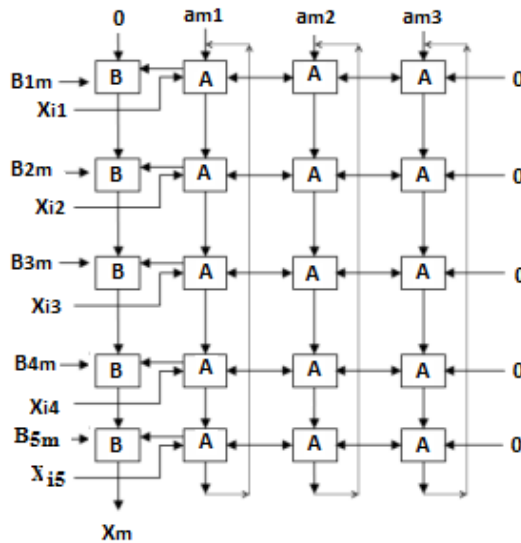 0 am1 am2 am3
B1m B A A A 0
Xi1
B2m B A A A 0
Xi2
B3m B A A A 0
Xi3
B4m B A A A 0
Xi4
B5m B A A A 0
Xi5
Xm